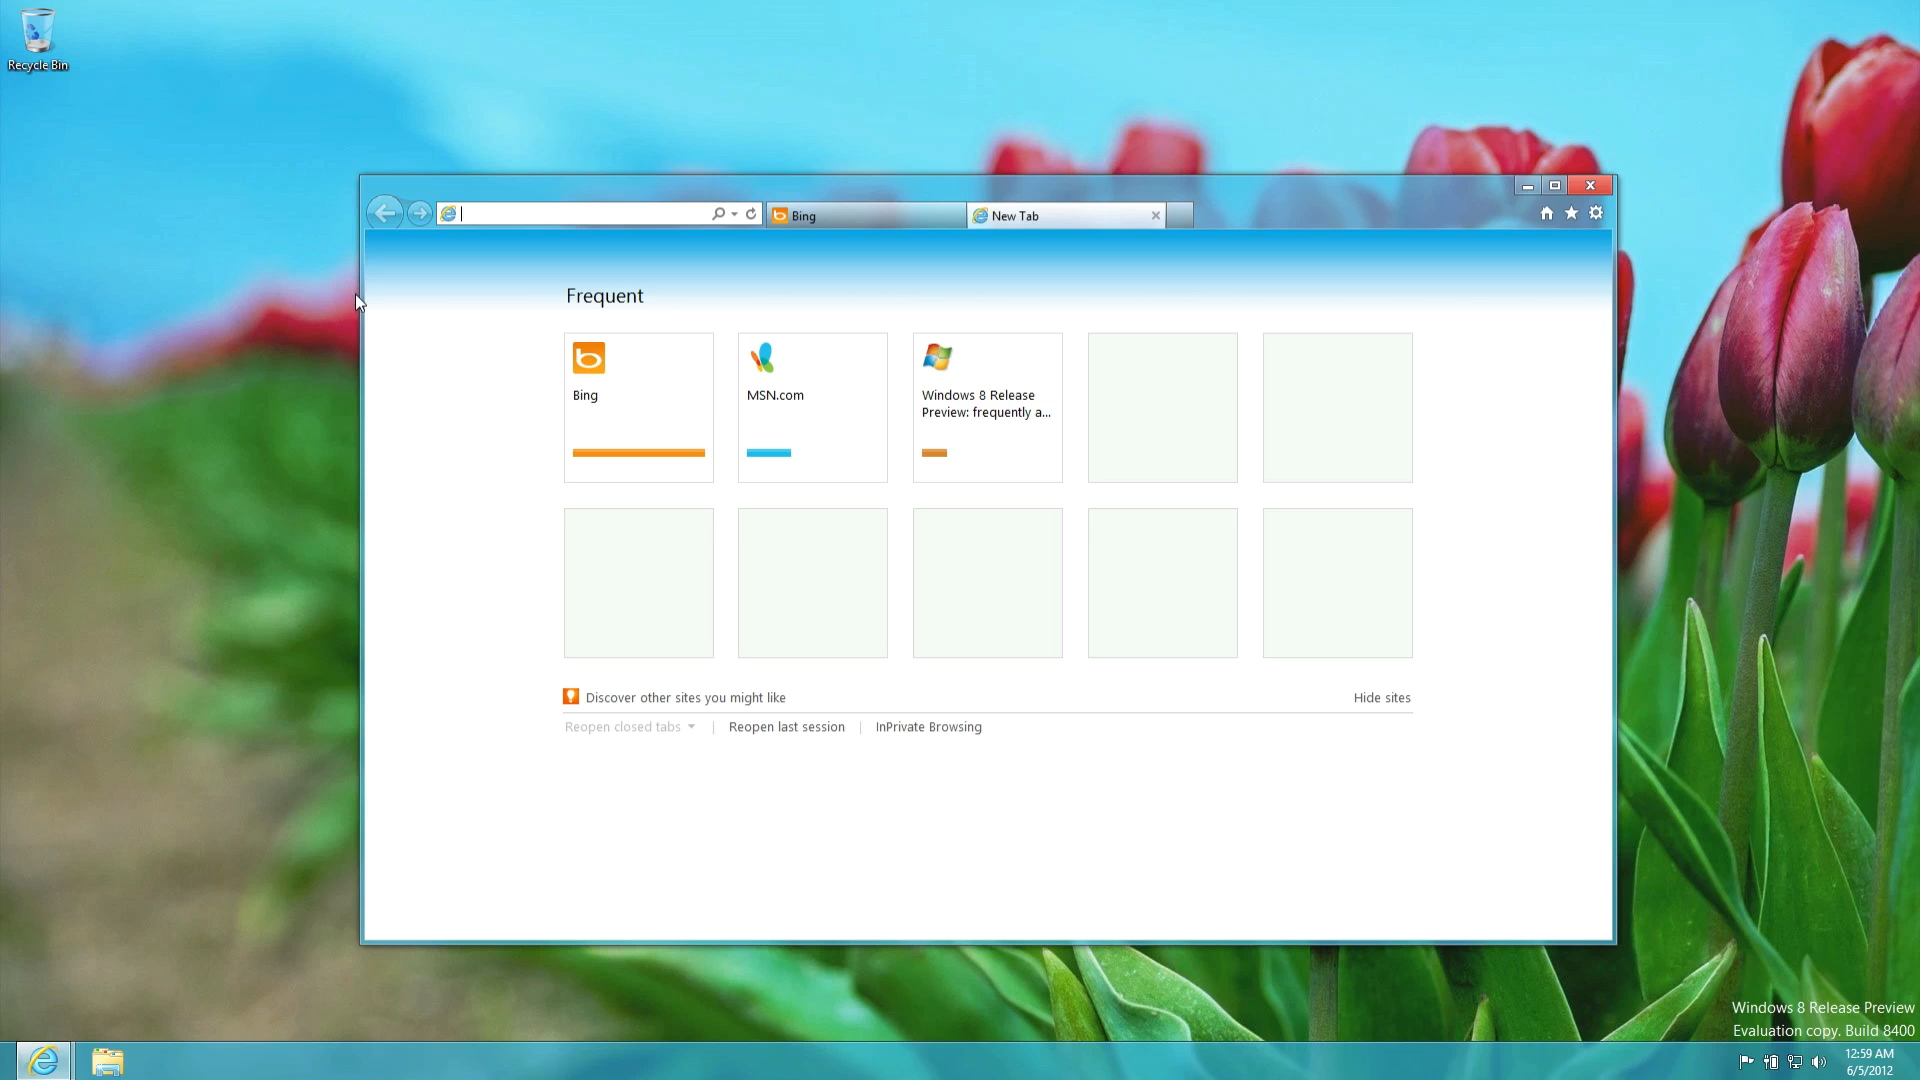 Recycle Bin
Bing
New Tab
Frequent
Bing
MSN.com
Windows 8 Release
Preview: frequently a...
Discover other sites you might like
Hide sites
Reopen closed tabs
Reopen last session
InPrivate Browsing
Windows 8 Release Preview
Evaluation copy. Build 8400
12:59 AM
6/5/2012